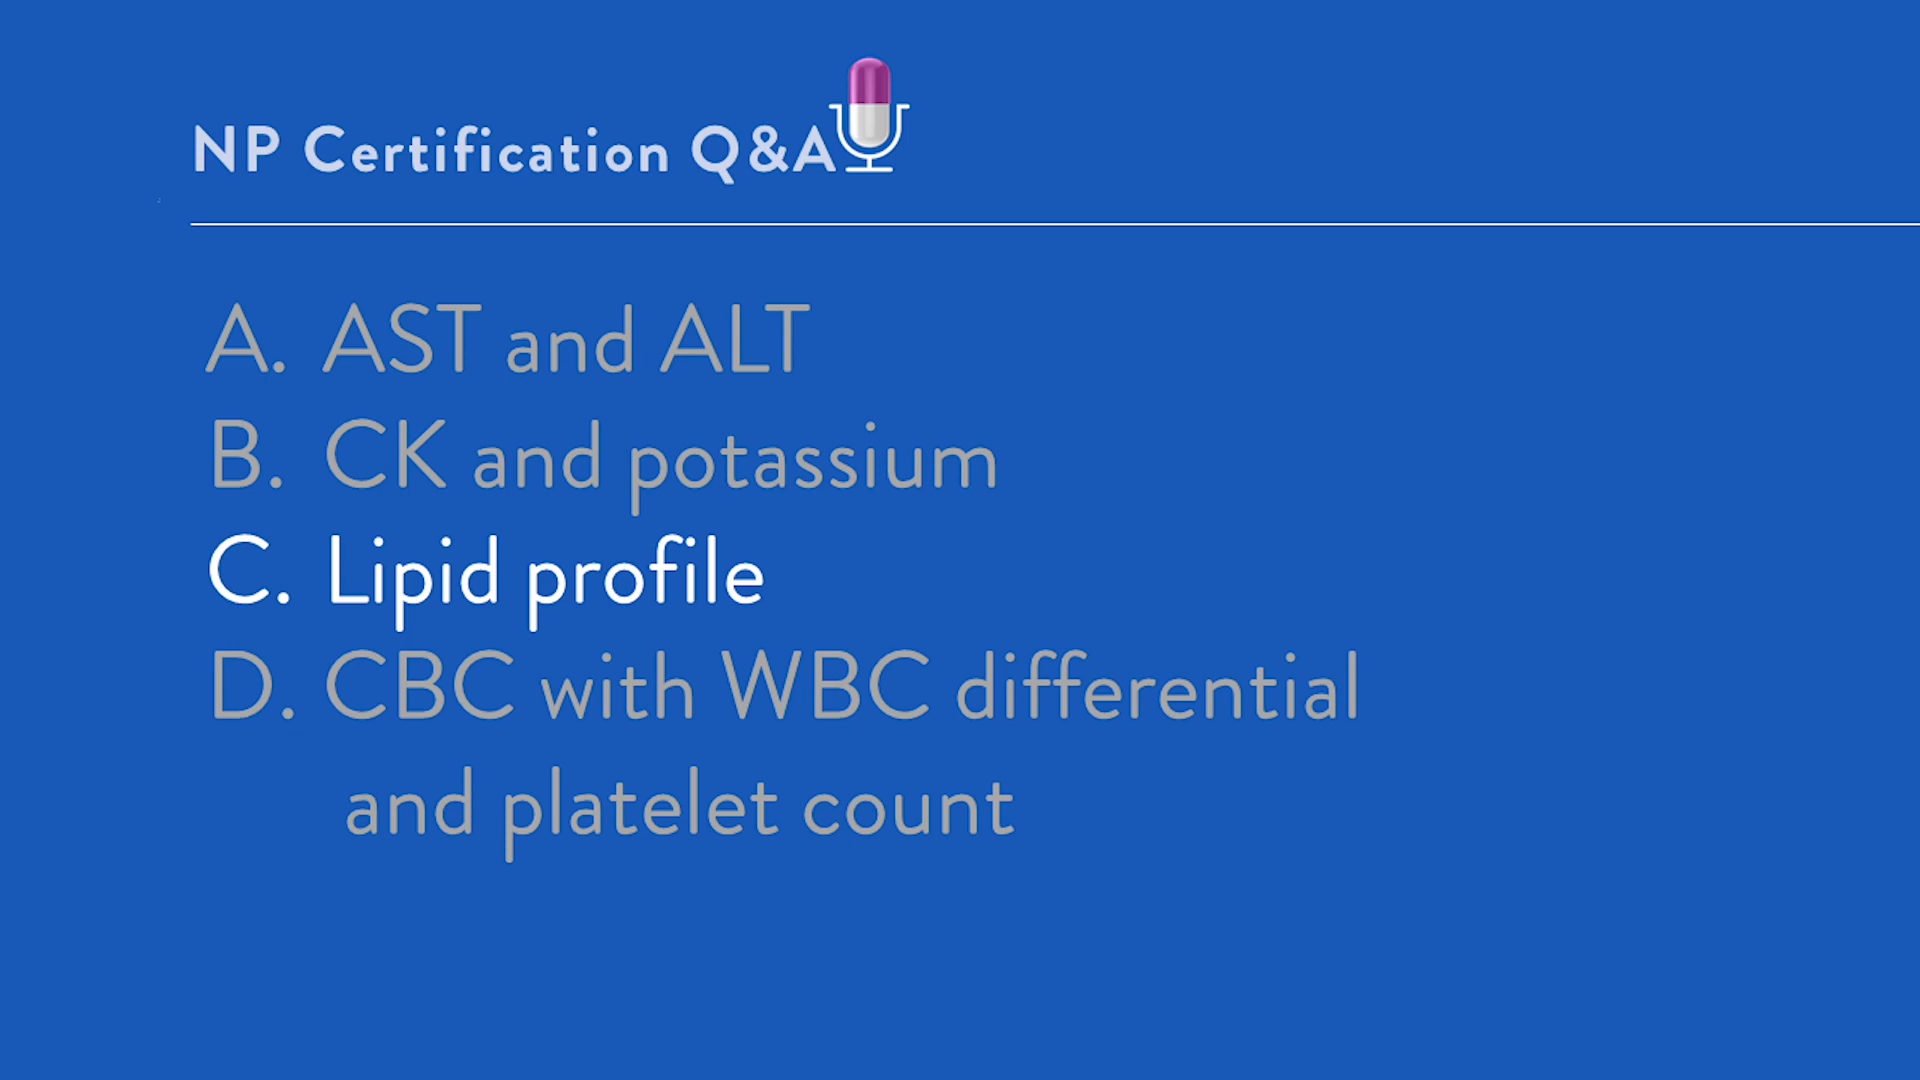 NP Certification Q&A
A. AST and ALT
B. CK and potassium
C. Lipid profile
D. CBC with WBC differential
and platelet count